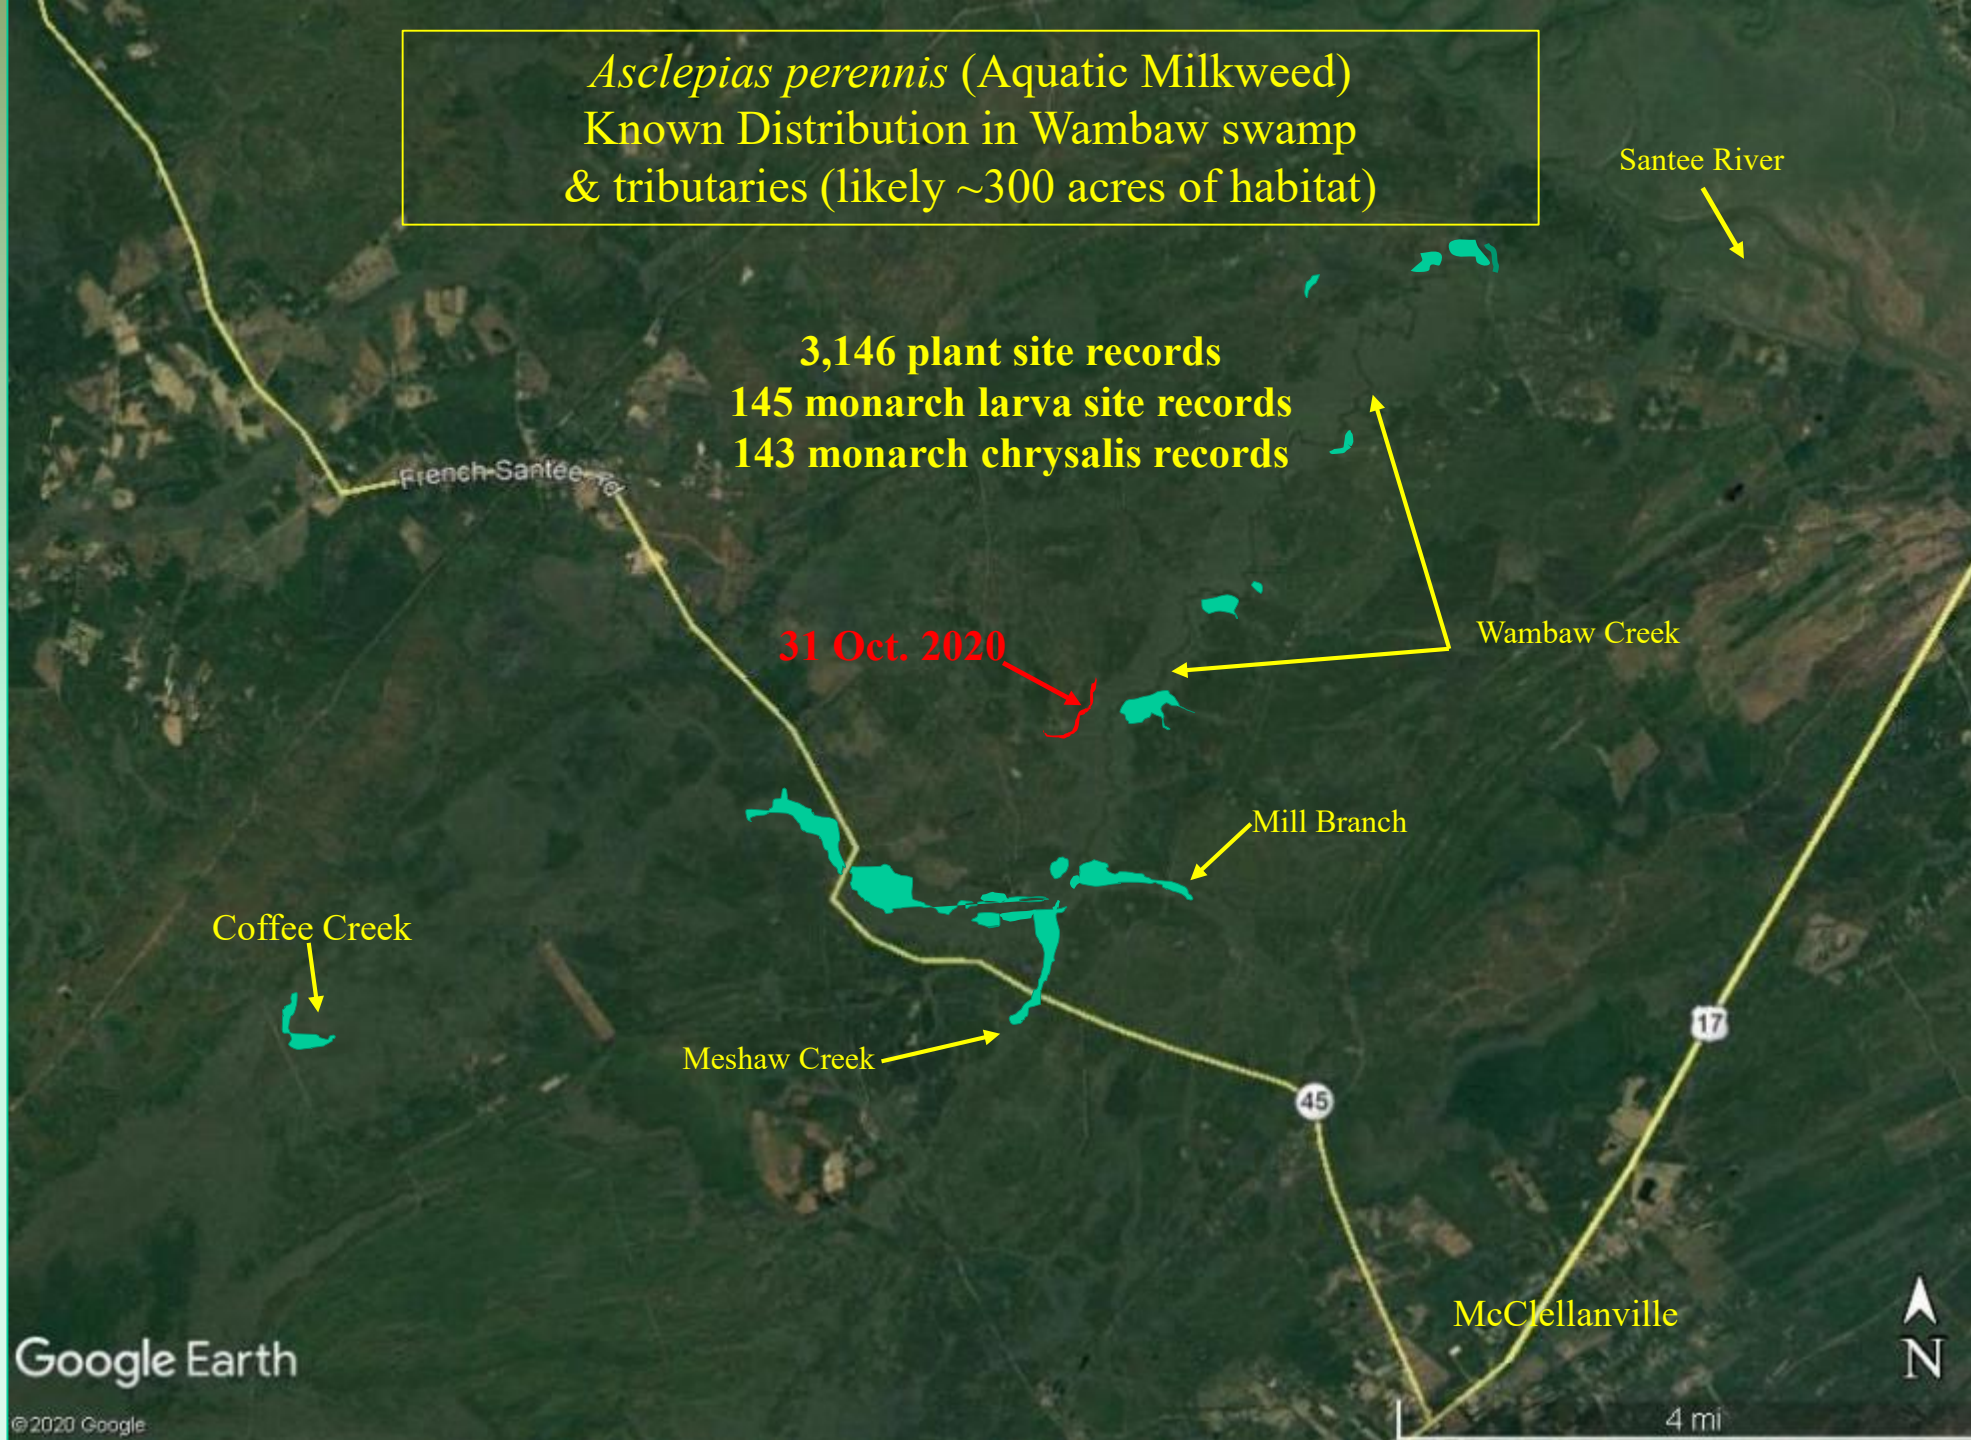 Asclepias perennis (Aquatic Milkweed)
Known Distribution in Wambaw swamp
& tributaries (likely ~300 acres of habitat)
Santee River
3,146 plant site records
145 monarch larva site records
143 monarch chrysalis records
French Santee Rd
31 Oct. 2020
Wambaw Creek
Mill Branch
Coffee Creek
Meshaw Creek
17
45
McClellanville
N
Google Earth
©2020 Google
4 mi